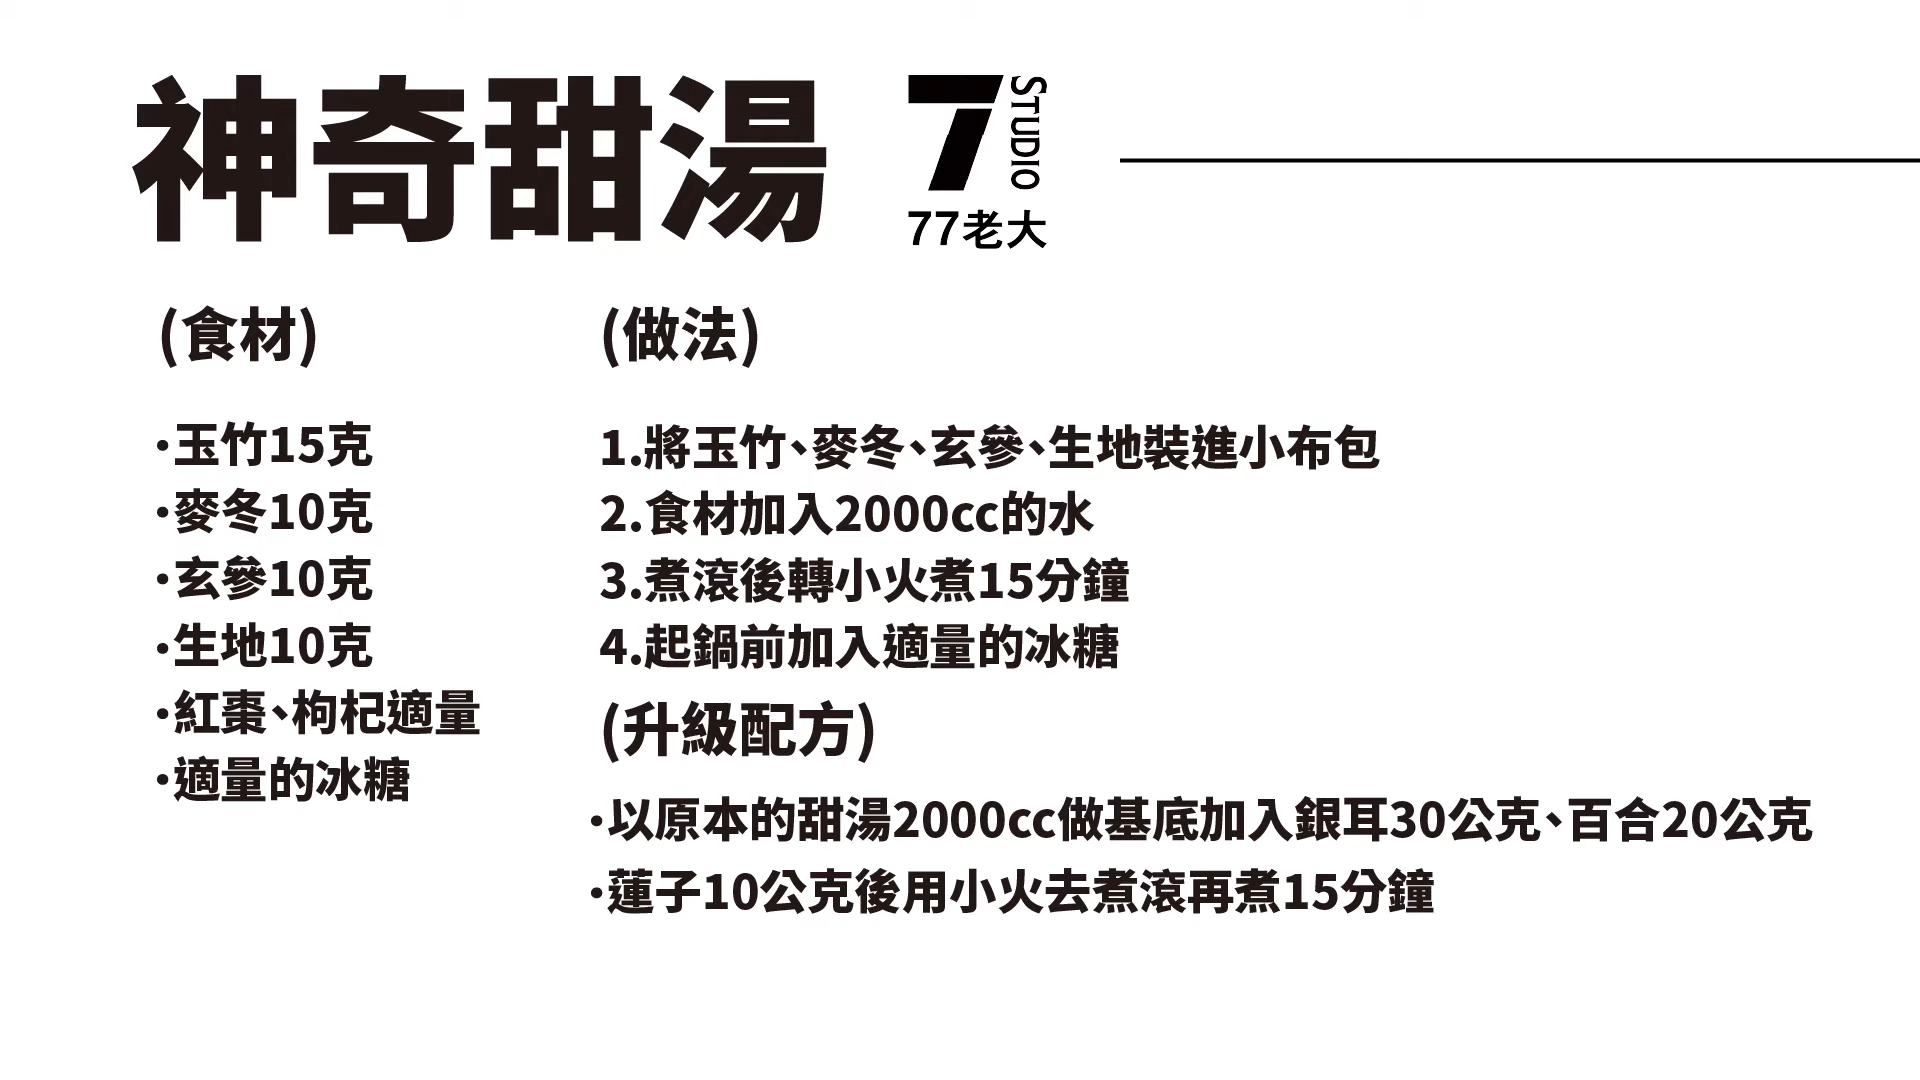 神奇甜湯
7 STUDIO
77老大
(食材)
·玉竹15克
·麥冬10克
·玄參10克
·生地10克
·紅棗、枸杞適量
·適量的冰糖
(做法)
1.將玉竹、麥冬、玄參、生地裝進小布包
2.食材加入2000cc的水
3.煮滾後轉小火煮15分鐘
4.起鍋前加入適量的冰糖
(升級配方)
·以原本的甜湯2000cc做基底加入銀耳30公克、百合20公克
·蓮子10公克後用小火去煮滾再煮15分鐘